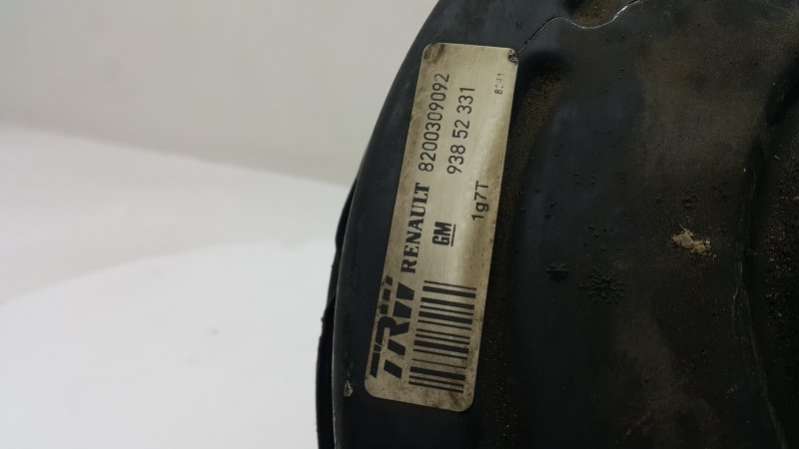 TRW
RENAULT 8200309092
GM 938 52 331
1g7T